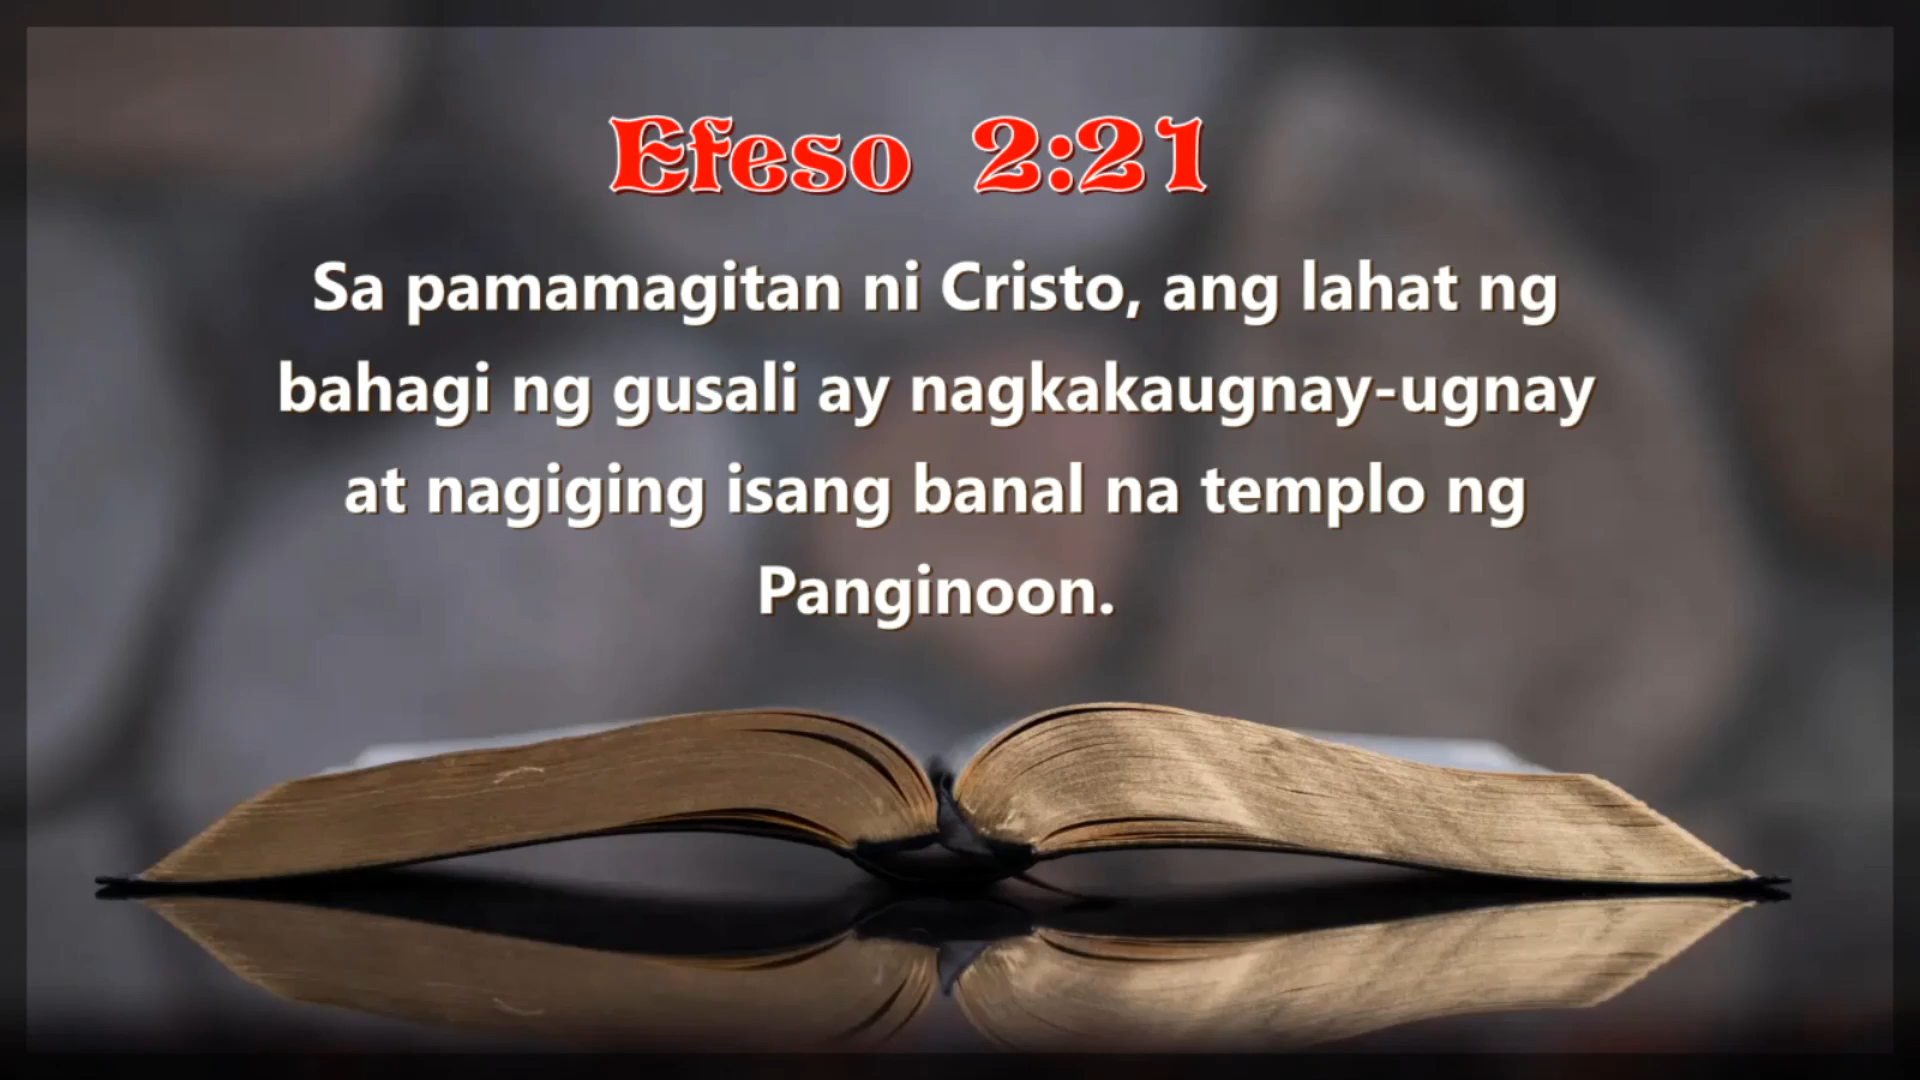 Efeso 2:21
Sa pamamagitan ni Cristo, ang lahat ng
bahagi ng gusali ay nagkakaugnay-ugnay
at nagiging isang banal na templo ng
Panginoon.